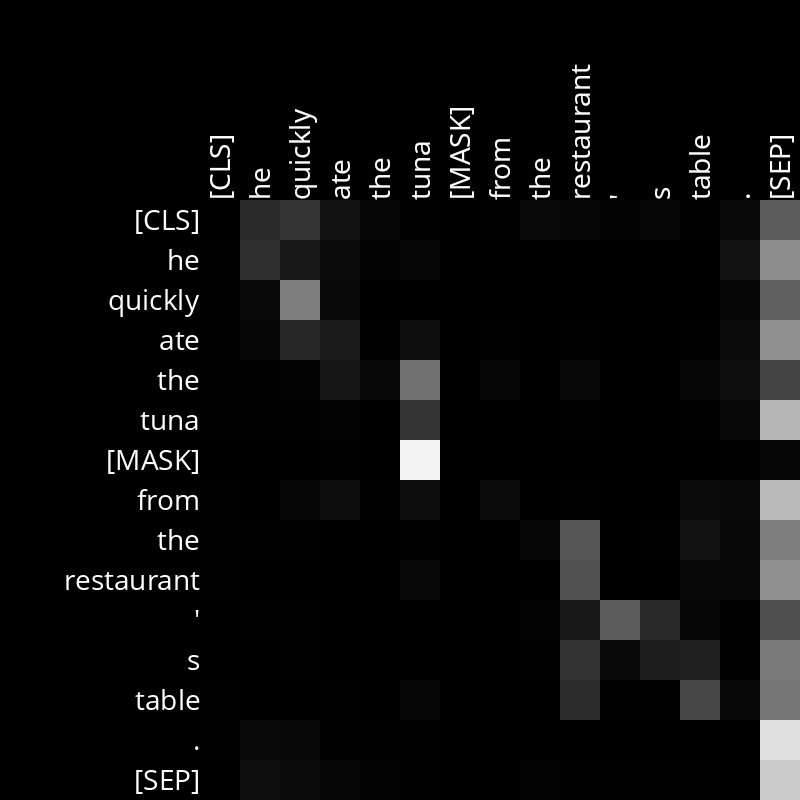 [CLS] he quickly ate the tuna [MASK] from the restaurant ' s table . [SEP]
[CLS]
he
quickly
ate
the
tuna
[MASK]
from
the
restaurant
'
s
table
.
[SEP]